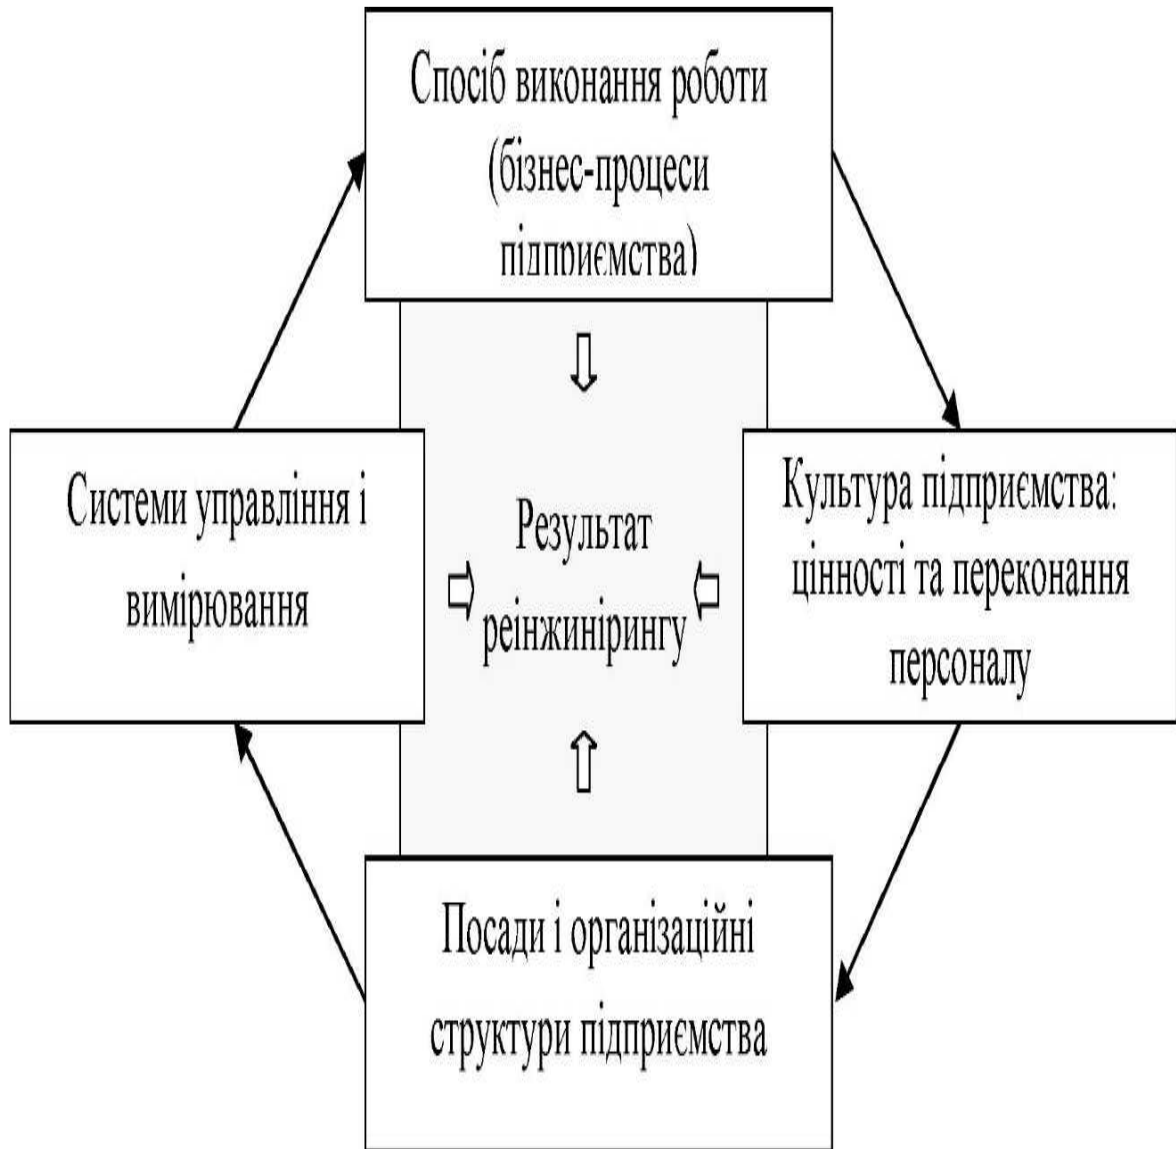 Спосіб виконання роботи
(бізнес-процеси
підприємства)
Системи управління і
вимірювання
Результат
реінжинірингу
Культура підприємства:
цінності та переконання
персоналу
Посади і організаційні
структури підприємства